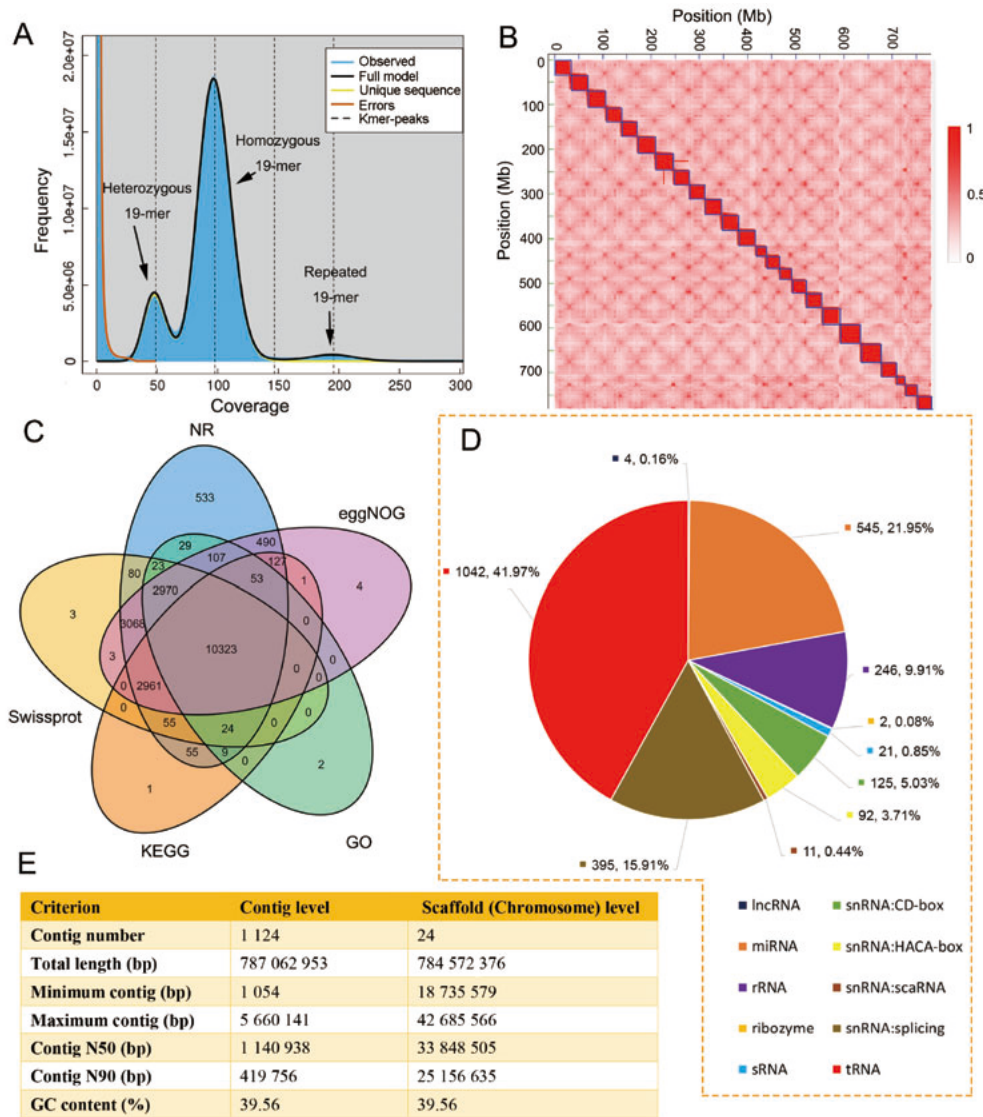 A
Frequency
2.0e+07
1.5e+07
1.0e+07
5.0e+06
0
Observed
Full model
Unique sequence
Errors
Kmer-peaks
Homozygous
19-mer
Heterozygous
19-mer
Repeated
19-mer
0 50 100 150 200 250 300
Coverage
B
Position (Mb)
0 100 200 300 400 500 600 700
Position (Mb)
0
100
200
300
400
500
600
700
1
0.5
0
C
NR
eggNOG
GO
KEGG
Swissprot
533
29
490
107
127
23
80
2970
53
1
4
3
3068
0
10323
3
0
0
0
2961
0
0
0
55
24
0
55
9
0
1
2
D
4, 0.16%
545, 21.95%
1042, 41.97%
246, 9.91%
2, 0.08%
21, 0.85%
125, 5.03%
92, 3.71%
11, 0.44%
395, 15.91%
lncRNA snRNA:CD-box
miRNA snRNA:HACA-box
rRNA snRNA:scaRNA
ribozyme snRNA:splicing
sRNA tRNA
E
Criterion Contig level Scaffold (Chromosome) level
Contig number 1 124 24
Total length (bp) 787 062 953 784 572 376
Minimum contig (bp) 1 054 18 735 579
Maximum contig (bp) 5 660 141 42 685 566
Contig N50 (bp) 1 140 938 33 848 505
Contig N90 (bp) 419 756 25 156 635
GC content (%) 39.56 39.56